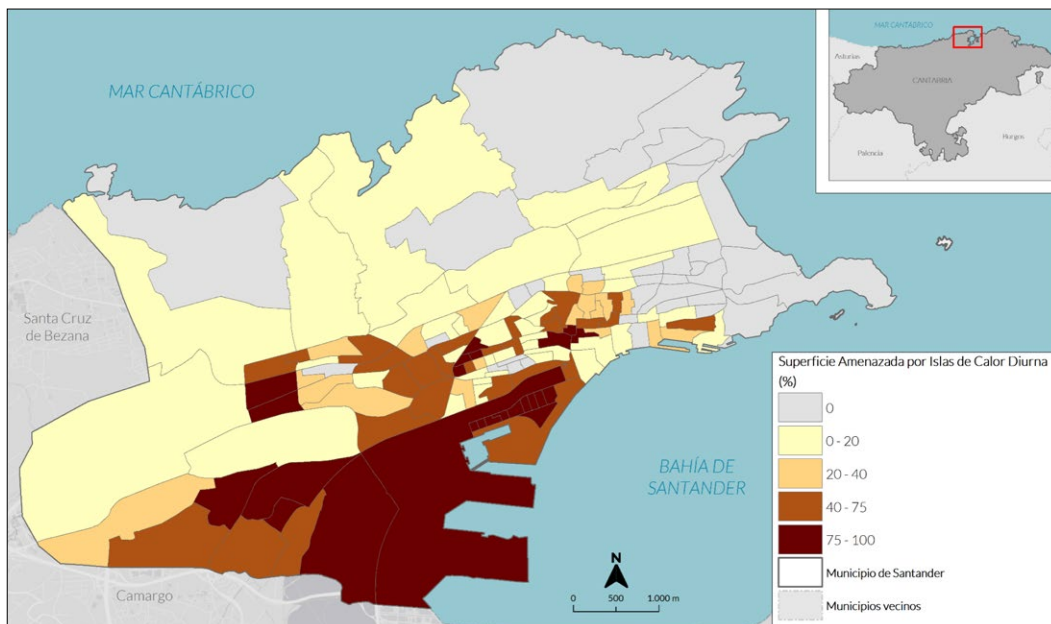 MAR CANTÁBRICO
MAR CANTÁBRICO
Asturias
CANTABRIA
Burgos
Palencia
Santa Cruz
de Bezana
Superficie Amenazada por Islas de Calor Diurna
(%)
0
0 - 20
20 - 40
40 - 75
75 - 100
Municipio de Santander
Municipios vecinos
BAHÍA DE
SANTANDER
Camargo
N
0 500 1.000 m